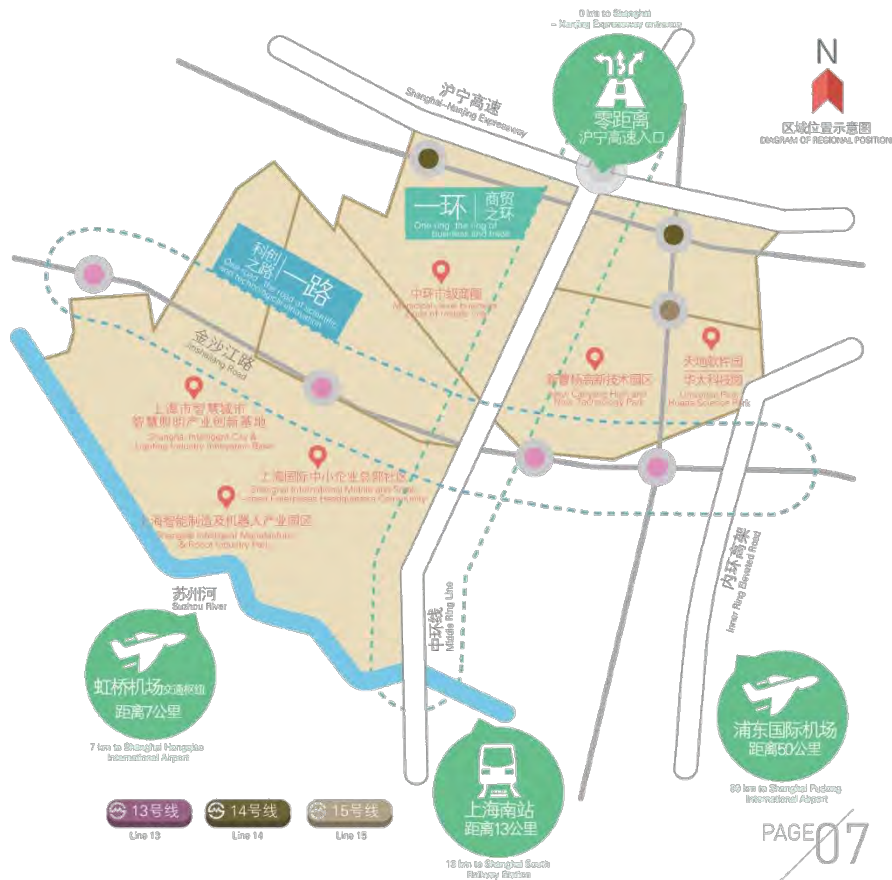 0 km to Shanghai
- Nanjing Expressway entrance
零距离
沪宁高速入口
N
区域位置示意图
DIAGRAM OF REGIONAL POSITION
沪宁高速
Shanghai-Nanjing Expressway
一环
商贸
之环
One ring: the ring of
business and trade
科创
之路
一路
One road: the road of scientific
and technological innovation
中环市级商圈
金沙江路
Jinshajiang Road
新曹杨高新技术园区
天地软件园
华大科技园
上海市智慧城市
智慧照明产业创新基地
Shanghai Intelligent City &
Lighting Industry Innovation Base
上海国际中小企业总部社区
上海智能制造及机器人产业园区
& Robot Industry Park
苏州河
Suzhou River
中环线
Middle Ring Line
内环高架
Inner Ring Elevated Road
虹桥机场交通枢纽
距离7公里
7 km to Shanghai Hongqiao
International Airport
浦东国际机场
距离50公里
to Shanghai Pudong
International Airport
上海南站
距离13公里
13 km to Shanghai South
Railway Station
13号线
Line 13
14号线
Line 14
15号线
Line 15
PAGE 07